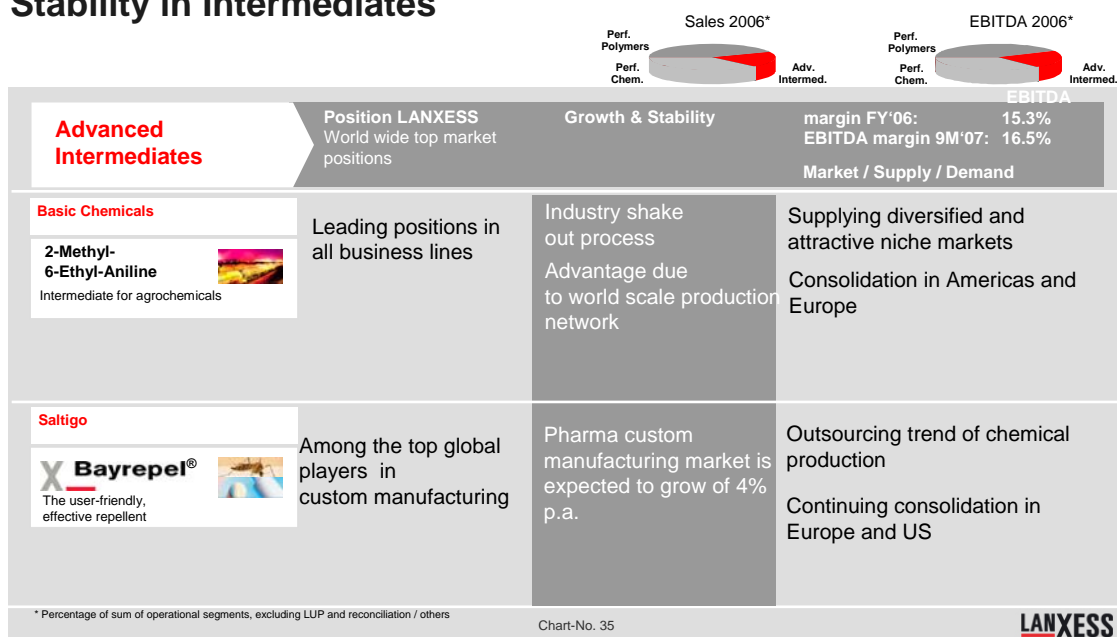 Stability in Intermediates
Sales 2006*
Perf.
Polymers
Perf.
Chem.
Adv.
Intermed.
EBITDA 2006*
Perf.
Polymers
Perf.
Chem.
Adv.
Intermed.
Advanced
Intermediates
Position LANXESS
World wide top market
positions
Growth & Stability
EBITDA
margin FY‘06: 15.3%
EBITDA margin 9M‘07: 16.5%
Market / Supply / Demand
Basic Chemicals
2-Methyl-
6-Ethyl-Aniline
Intermediate for agrochemicals
Leading positions in
all business lines
Industry shake
out process
Advantage due
to world scale production
network
Supplying diversified and
attractive niche markets
Consolidation in Americas and
Europe
Saltigo
X Bayrepel®
The user-friendly,
effective repellent
Among the top global
players in
custom manufacturing
Pharma custom
manufacturing market is
expected to grow of 4%
p.a.
Outsourcing trend of chemical
production
Continuing consolidation in
Europe and US
* Percentage of sum of operational segments, excluding LUP and reconciliation / others
Chart-No. 35
LANXESS